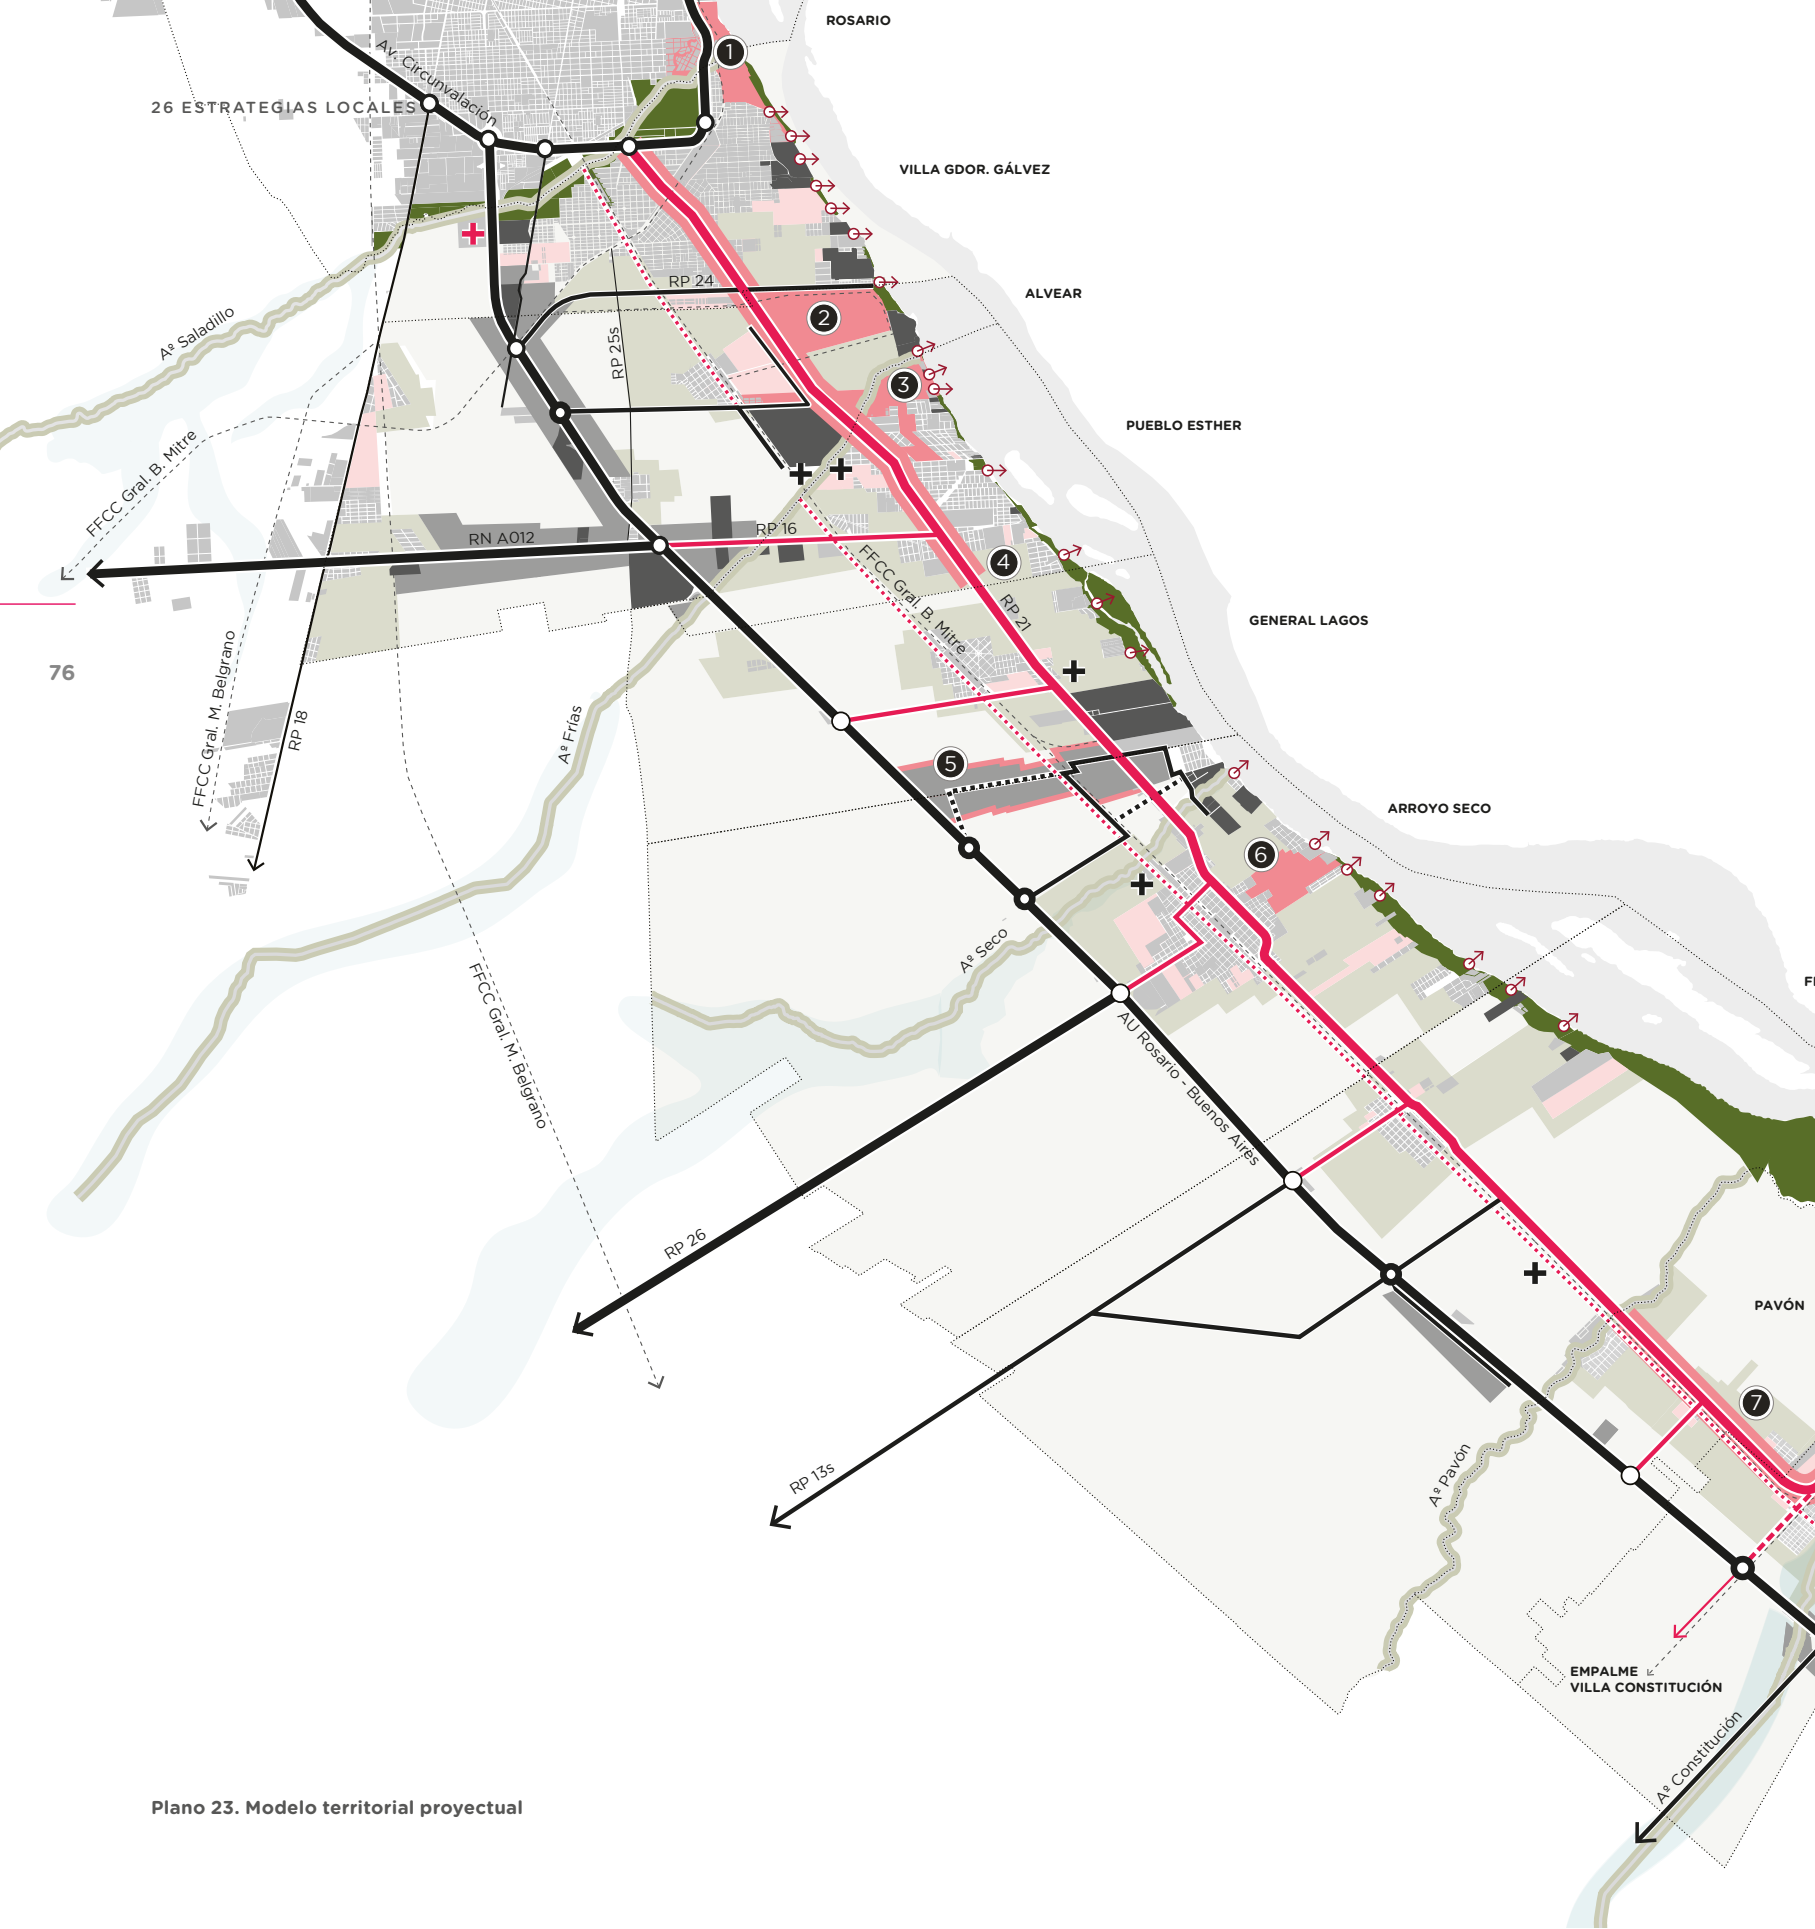 ROSARIO
1
Av. Circunvalación
26 ESTRATEGIAS LOCALES
VILLA GDOR. GÁLVEZ
RP 24
ALVEAR
2
Aº Saladillo
RP 25s
3
PUEBLO ESTHER
FFCC Gral. B. Mitre
RN A012
RP 16
FFCC Gral. B. Mitre
4
RP 21
GENERAL LAGOS
76
FFCC Gral. M. Belgrano
RP 18
Aº Frías
5
ARROYO SECO
6
Aº Seco
FFCC Gral. M. Belgrano
AU Rosario - Buenos Aires
RP 26
PAVÓN
7
RP 13s
Aº Pavón
EMPALME
VILLA CONSTITUCIÓN
Aº Constitución
Plano 23. Modelo territorial proyectual